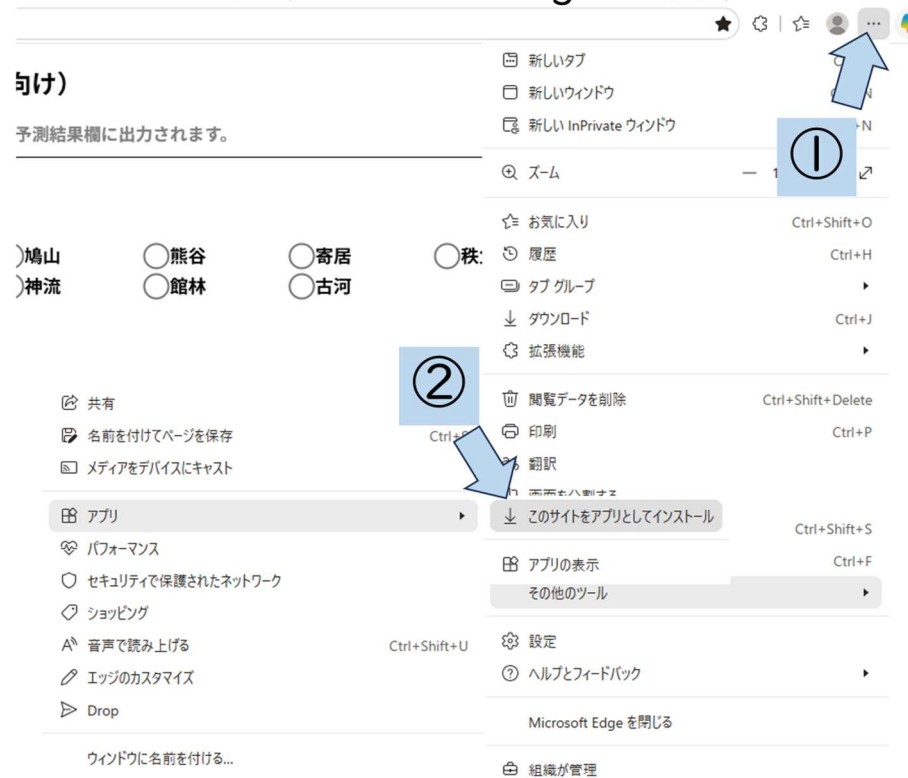 g
向け）
予測結果欄に出力されます。
鳩山
熊谷
寄居
秩
神流
館林
古河
①
新しいタブ
新しいウィンドウ
N
新しい InPrivate ウィンドウ
+N
ズーム
1
お気に入り Ctrl+Shift+O
履歴 Ctrl+H
タブ グループ
ダウンロード Ctrl+J
拡張機能
閲覧データを削除 Ctrl+Shift+Delete
印刷 Ctrl+P
翻訳
画面を分割する
②
共有
名前を付けてページを保存 Ctrl+S
メディアをデバイスにキャスト
アプリ
このサイトをアプリとしてインストール
Ctrl+Shift+S
アプリの表示
Ctrl+F
その他のツール
パフォーマンス
セキュリティで保護されたネットワーク
ショッピング
音声で読み上げる Ctrl+Shift+U
エッジのカスタマイズ
Drop
ウィンドウに名前を付ける...
設定
ヘルプとフィードバック
Microsoft Edge を閉じる
組織が管理